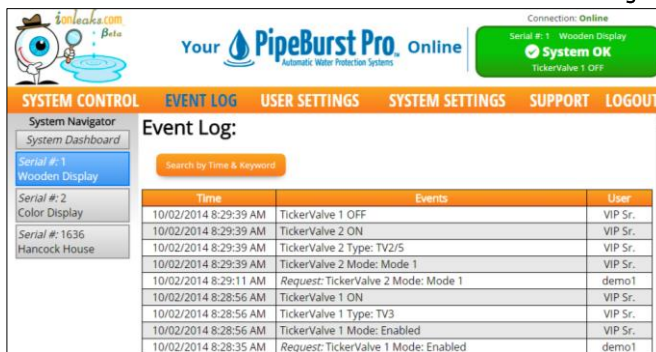 ionleaks.com
Beta
Your PipeBurst Pro™ Online
Automatic Water Protection Systems
Connection: Online
Serial #: 1 Wooden Display
System OK
TickerValve 1 OFF
SYSTEM CONTROL EVENT LOG USER SETTINGS SYSTEM SETTINGS SUPPORT LOGOUT
System Navigator
System Dashboard
Serial #: 1
Wooden Display
Serial #: 2
Color Display
Serial #: 1636
Hancock House
Event Log:
Search by Time & Keyword
Time Events User
10/02/2014 8:29:39 AM TickerValve 1 OFF VIP Sr.
10/02/2014 8:29:39 AM TickerValve 2 ON VIP Sr.
10/02/2014 8:29:39 AM TickerValve 2 Type: TV2/5 VIP Sr.
10/02/2014 8:29:39 AM TickerValve 2 Mode: Mode 1 VIP Sr.
10/02/2014 8:29:11 AM Request: TickerValve 2 Mode: Mode 1 demo1
10/02/2014 8:28:56 AM TickerValve 1 ON VIP Sr.
10/02/2014 8:28:56 AM TickerValve 1 Type: TV3 VIP Sr.
10/02/2014 8:28:56 AM TickerValve 1 Mode: Enabled VIP Sr.
10/02/2014 8:28:35 AM Request: TickerValve 1 Mode: Enabled demo1